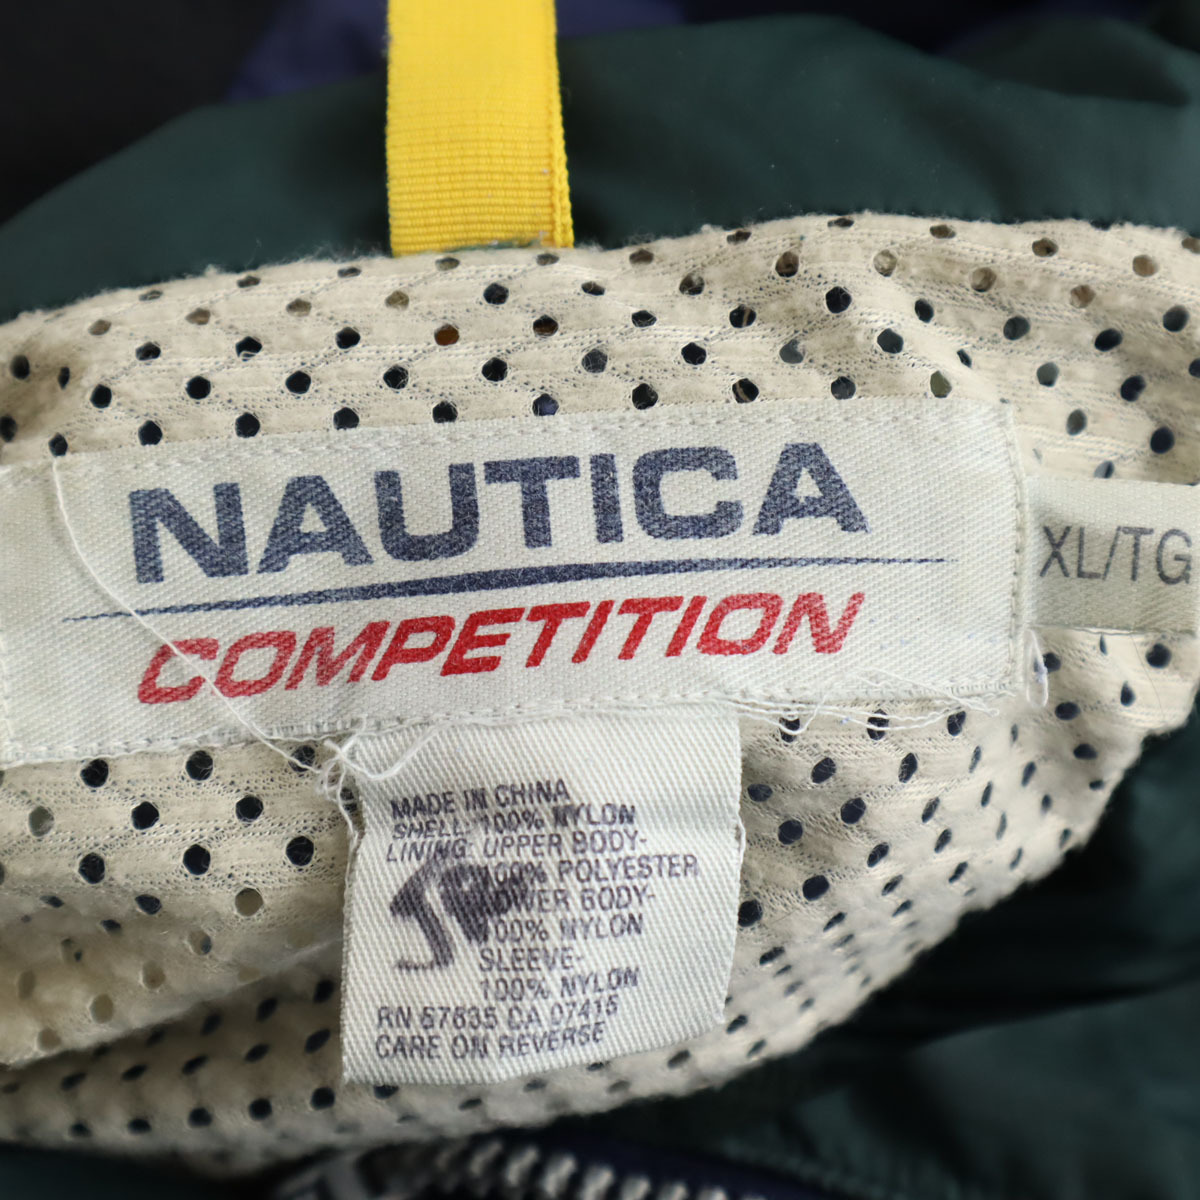 NAUTICA
COMPETITION
XL/TG
MADE IN CHINA
SHELL: 100% NYLON
LINING: UPPER BODY-
100% POLYESTER
LOWER BODY-
100% NYLON
SLEEVE-
100% NYLON
RN 67835 CA 07415
CARE ON REVERSE